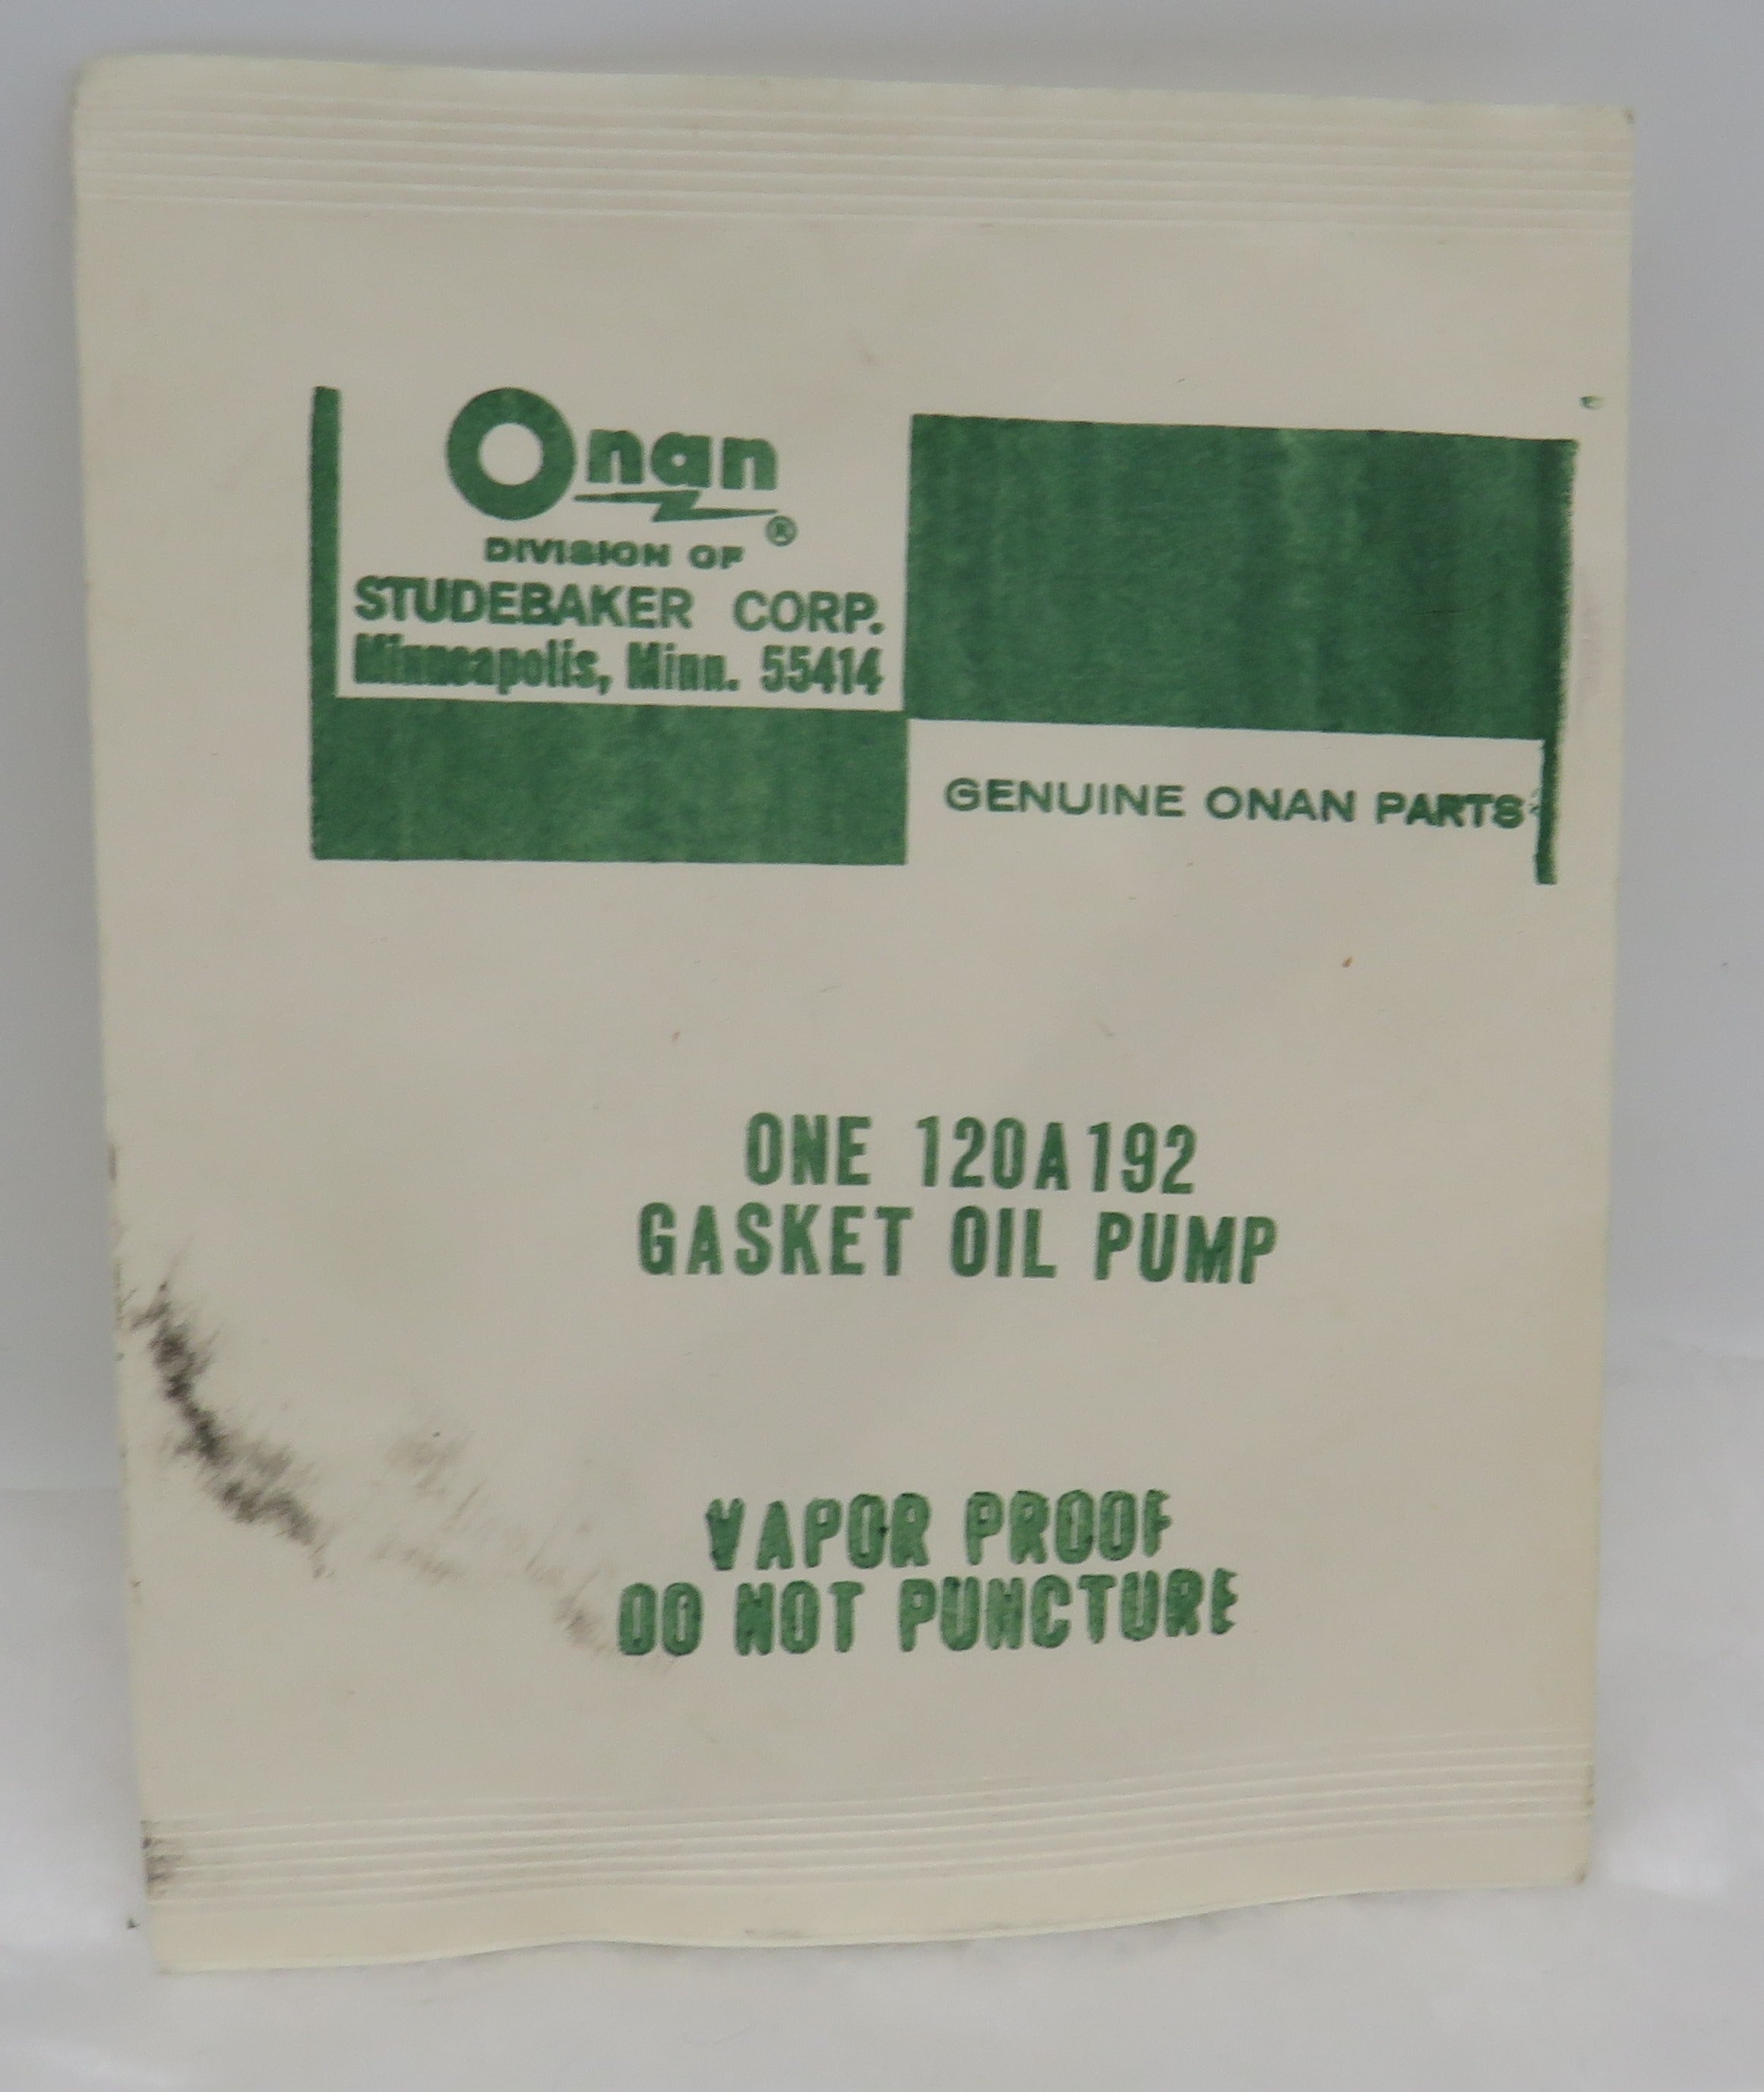 Onan
®
DIVISION OF
STUDEBAKER CORP.
Minneapolis, Minn. 55414
GENUINE ONAN PARTS
ONE 120A192
GASKET OIL PUMP
VAPOR PROOF
DO NOT PUNCTURE